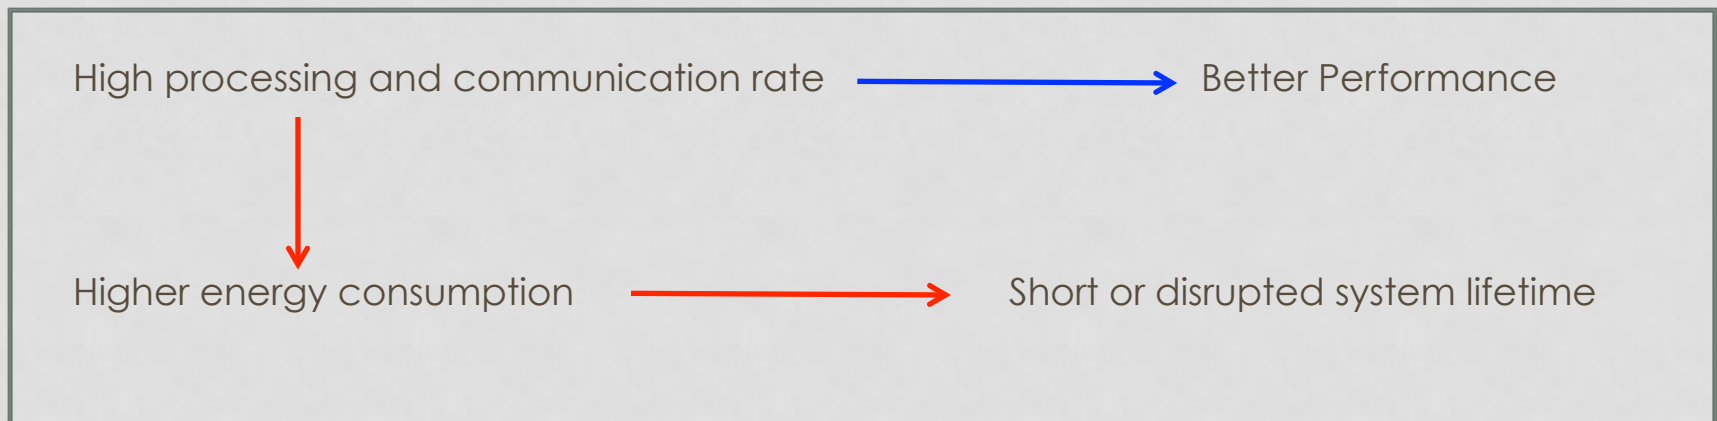 High processing and communication rate
Better Performance
Higher energy consumption
Short or disrupted system lifetime